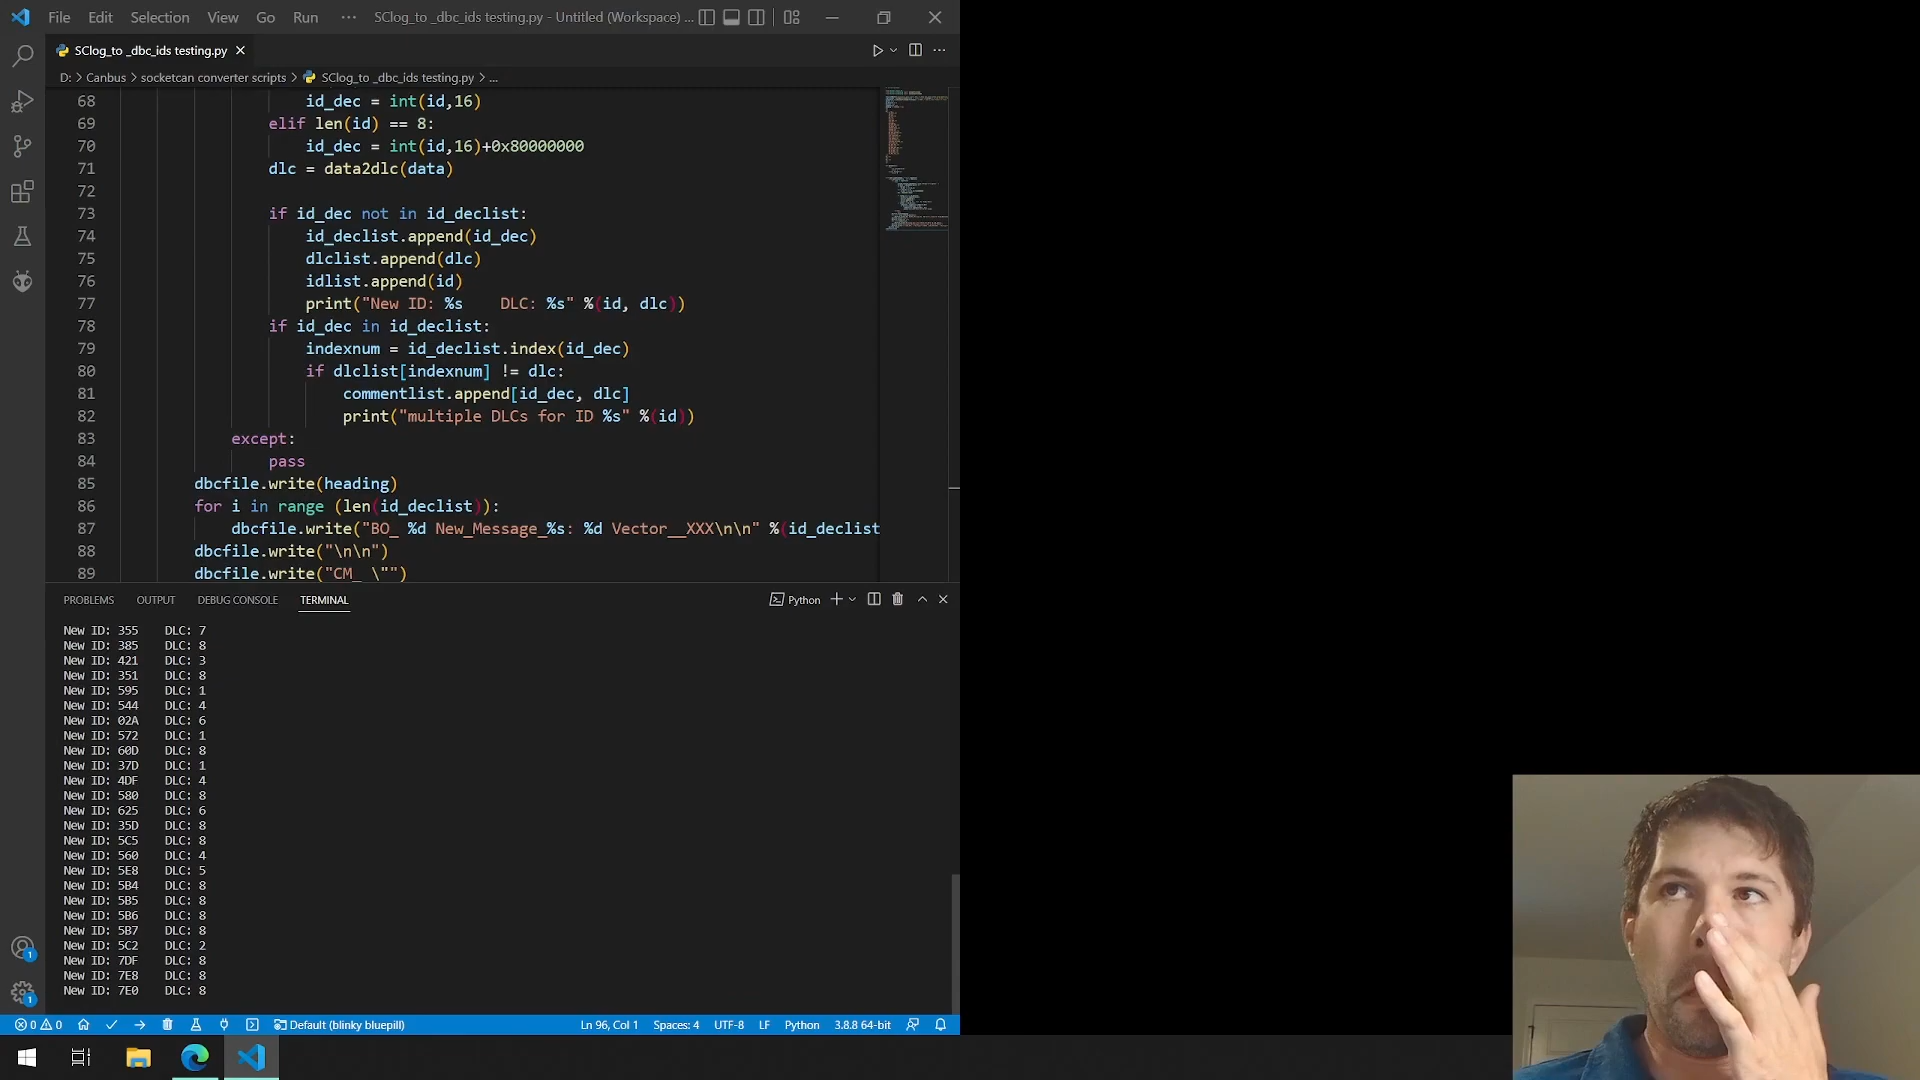 File Edit Selection View Go Run ··· SClog_to _dbc_ids testing.py - Untitled (Workspace) ...
SClog_to _dbc_ids testing.py
D: > Canbus > socketcan converter scripts > SClog_to _dbc_ids testing.py > ...
68 id_dec = int(id,16)
69 elif len(id) == 8:
70 id_dec = int(id,16)+0x80000000
71 dlc = data2dlc(data)
72
73 if id_dec not in id_declist:
74 id_declist.append(id_dec)
75 dlclist.append(dlc)
76 idlist.append(id)
77 print("New ID: %s    DLC: %s" %(id, dlc))
78 if id_dec in id_declist:
79 indexnum = id_declist.index(id_dec)
80 if dlclist[indexnum] != dlc:
81 commentlist.append[id_dec, dlc]
82 print("multiple DLCs for ID %s" %(id))
83 except:
84 pass
85 dbcfile.write(heading)
86 for i in range (len(id_declist)):
87 dbcfile.write("BO_ %d New_Message_%s: %d Vector__XXX\n\n" %(id_declist
88 dbcfile.write("\n\n")
89 dbcfile.write("CM_ \"")
PROBLEMS OUTPUT DEBUG CONSOLE TERMINAL Python
New ID: 355 DLC: 7
New ID: 385 DLC: 8
New ID: 421 DLC: 3
New ID: 351 DLC: 8
New ID: 595 DLC: 1
New ID: 544 DLC: 4
New ID: 02A DLC: 6
New ID: 572 DLC: 1
New ID: 60D DLC: 8
New ID: 37D DLC: 1
New ID: 4DF DLC: 4
New ID: 580 DLC: 8
New ID: 625 DLC: 6
New ID: 35D DLC: 8
New ID: 5C5 DLC: 8
New ID: 560 DLC: 4
New ID: 5E8 DLC: 5
New ID: 5B4 DLC: 8
New ID: 5B5 DLC: 8
New ID: 5B6 DLC: 8
New ID: 5B7 DLC: 8
New ID: 5C2 DLC: 2
New ID: 7DF DLC: 8
New ID: 7E8 DLC: 8
New ID: 7E0 DLC: 8
1
1
0 0 Default (blinky bluepill) Ln 96, Col 1 Spaces: 4 UTF-8 LF Python 3.8.8 64-bit